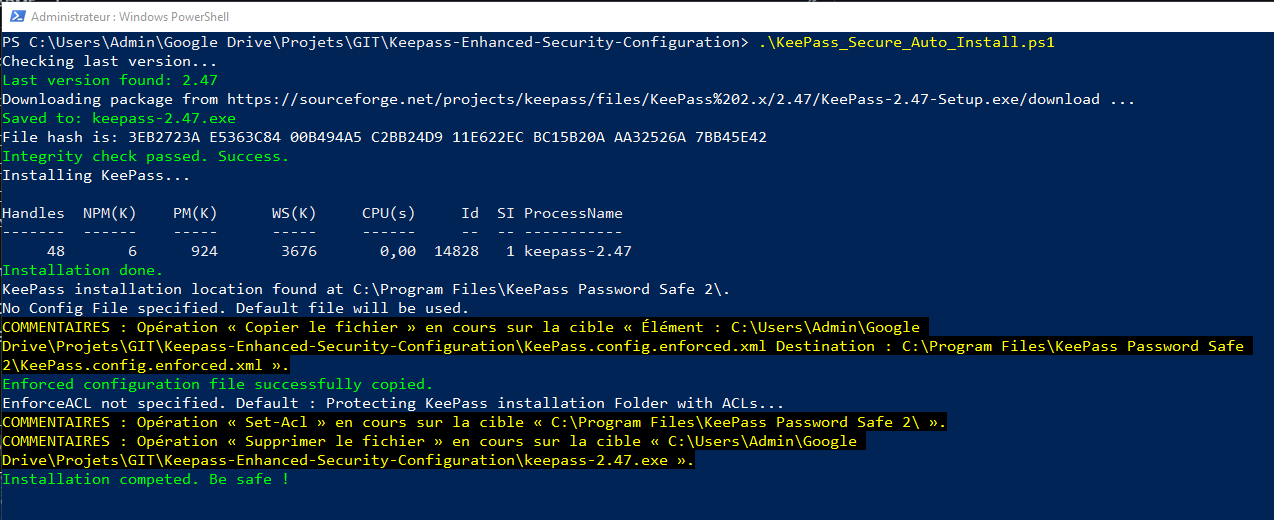 Administrateur : Windows PowerShell
PS C:\Users\Admin\Google Drive\Projets\GIT\Keepass-Enhanced-Security-Configuration> .\KeePass_Secure_Auto_Install.ps1
Checking last version...
Last version found: 2.47
Downloading package from https://sourceforge.net/projects/keepass/files/KeePass%202.x/2.47/KeePass-2.47-Setup.exe/download ...
Saved to: keepass-2.47.exe
File hash is: 3EB2723A E5363C84 00B494A5 C2BB24D9 11E622EC BC15B20A AA32526A 7BB45E42
Integrity check passed. Success.
Installing KeePass...
Handles  NPM(K)    PM(K)      WS(K)     CPU(s)     Id  SI ProcessName
-------  ------    -----      -----     ------     --  -- -----------
     48       6      924       3676       0,00  14828   1 keepass-2.47
Installation done.
KeePass installation location found at C:\Program Files\KeePass Password Safe 2\.
No Config File specified. Default file will be used.
COMMENTAIRES : Opération « Copier le fichier » en cours sur la cible « Élément : C:\Users\Admin\Google
Drive\Projets\GIT\Keepass-Enhanced-Security-Configuration\KeePass.config.enforced.xml Destination : C:\Program Files\KeePass Password Safe
2\KeePass.config.enforced.xml ».
Enforced configuration file successfully copied.
EnforceACL not specified. Default : Protecting KeePass installation Folder with ACLs...
COMMENTAIRES : Opération « Set-Acl » en cours sur la cible « C:\Program Files\KeePass Password Safe 2\ ».
COMMENTAIRES : Opération « Supprimer le fichier » en cours sur la cible « C:\Users\Admin\Google
Drive\Projets\GIT\Keepass-Enhanced-Security-Configuration\keepass-2.47.exe ».
Installation competed. Be safe !